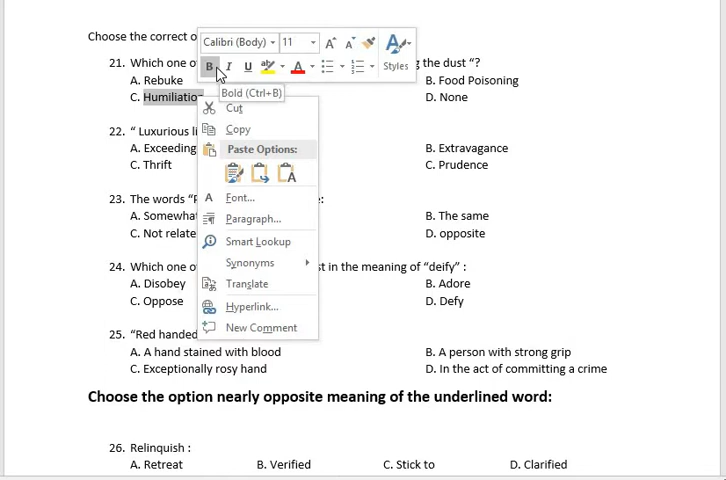 Choose the correct o
Calibri (Body) 11
B I U ab A Styles
21. Which one o g the dust “?
A. Rebuke B. Food Poisoning
Bold (Ctrl+B)
C. Humiliation D. None
Cut
22. “ Luxurious li Copy
A. Exceeding Paste Options: B. Extravagance
C. Thrift C. Prudence
23. The words “ Font... e:
A. Somewha Paragraph... B. The same
C. Not relate Smart Lookup D. opposite
24. Which one o Synonyms st in the meaning of “deify” :
A. Disobey Translate B. Adore
C. Oppose Hyperlink... D. Defy
25. “Red handed New Comment
A. A hand stained with blood B. A person with strong grip
C. Exceptionally rosy hand D. In the act of committing a crime
Choose the option nearly opposite meaning of the underlined word:
26. Relinquish :
A. Retreat B. Verified C. Stick to D. Clarified